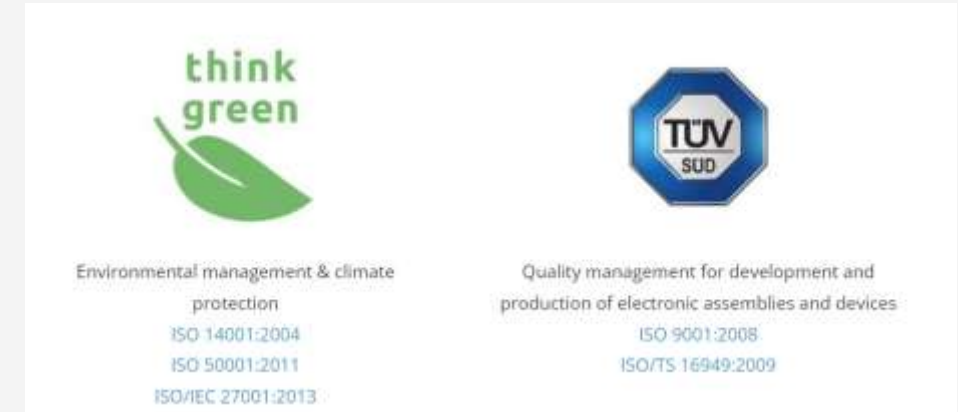 think
green
Environmental management & climate
protection
ISO 14001:2004
ISO 50001:2011
ISO/IEC 27001:2013
TÜV
SÜD
Quality management for development and
production of electronic assemblies and devices
ISO 9001:2008
ISO/TS 16949:2009